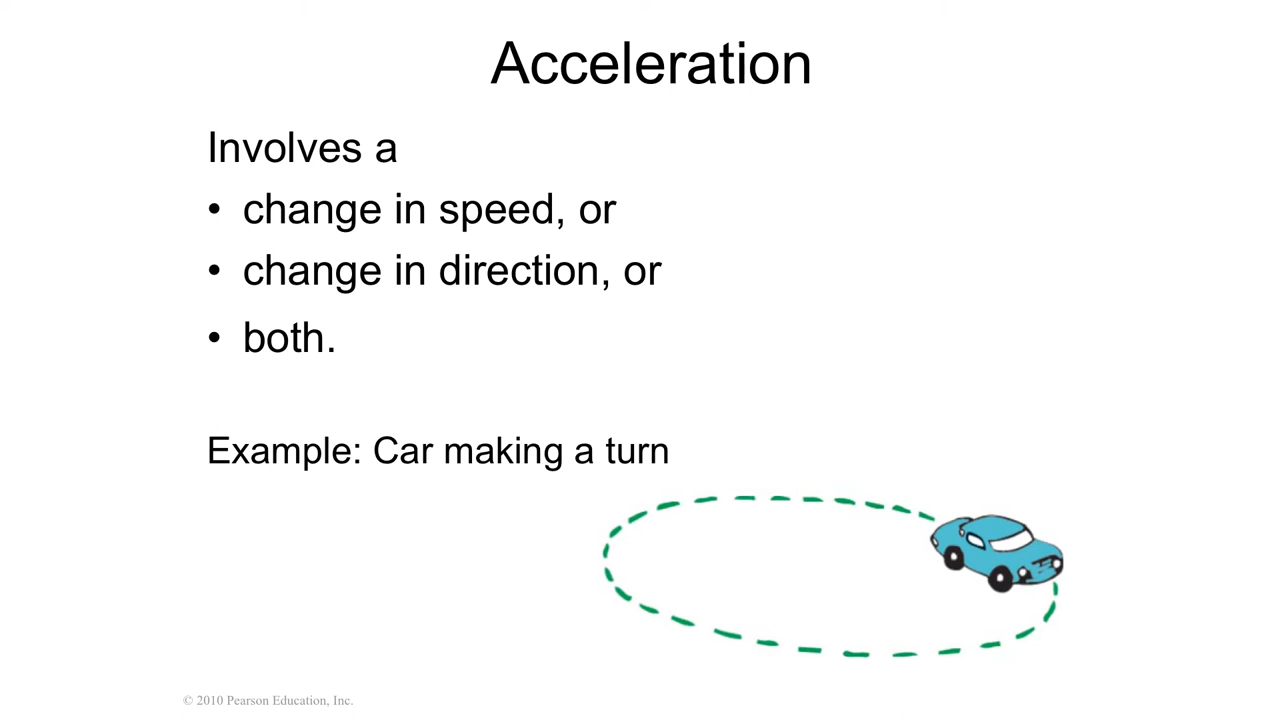 Acceleration
Involves a
• change in speed, or
• change in direction, or
• both.
Example: Car making a turn
© 2010 Pearson Education, Inc.